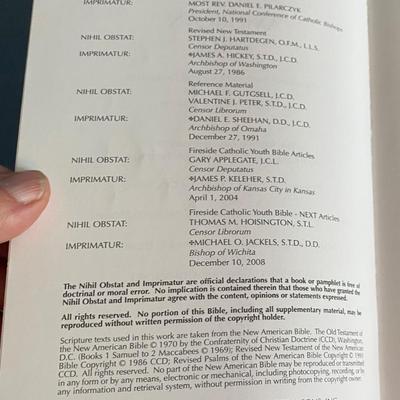 IMPRIMATUR: MOST REV. DANIEL E. PILARCZYK
President, National Conference of Catholic Bishops
October 10, 1991
Revised New Testament
NIHIL OBSTAT: STEPHEN J. HARTDEGEN, O.F.M., L.S.S.
Censor Deputatus
IMPRIMATUR: ✠JAMES A. HICKEY, S.T.D., J.C.D.
Archbishop of Washington
August 27, 1986
Reference Material
NIHIL OBSTAT: MICHAEL F. GUTGSELL, J.C.D.
VALENTINE J. PETER, S.T.D., J.C.D.
Censor Librorum
IMPRIMATUR: ✠DANIEL E. SHEEHAN, D.D., J.C.D.
Archbishop of Omaha
December 27, 1991
Fireside Catholic Youth Bible Articles
NIHIL OBSTAT: GARY APPLEGATE, J.C.L.
Censor Deputatus
IMPRIMATUR: ✠JAMES P. KELEHER, S.T.D.
Archbishop of Kansas City in Kansas
April 1, 2004
Fireside Catholic Youth Bible - NEXT Articles
NIHIL OBSTAT: THOMAS M. HOISINGTON, S.T.L.
Censor Librorum
IMPRIMATUR: ✠MICHAEL O. JACKELS, S.T.D., D.D.
Bishop of Wichita
December 10, 2008
The Nihil Obstat and Imprimatur are official declarations that a book or pamphlet is free of
doctrinal or moral error. No implication is contained therein that those who have granted the
Nihil Obstat and Imprimatur agree with the content, opinions or statements expressed.
All rights reserved. No portion of this Bible, including all supplementary material, may be
reproduced without written permission of the copyright holder.
Scripture texts used in this work are taken from the New American Bible. The Old Testament of
the New American Bible © 1970 by the Confraternity of Christian Doctrine (CCD), Washington,
D.C. (Books 1 Samuel to 2 Maccabees © 1969); Revised New Testament of the New American
Bible Copyright © 1986 CCD; Revised Psalms of the New American Bible Copyright © 1991
CCD. All rights reserved. No part of the New American Bible may be reproduced or transmitted
in any form or by any means, electronic or mechanical, including photocopying, recording, or by
any information and retrieval system, without permission in writing from the copyright owner.